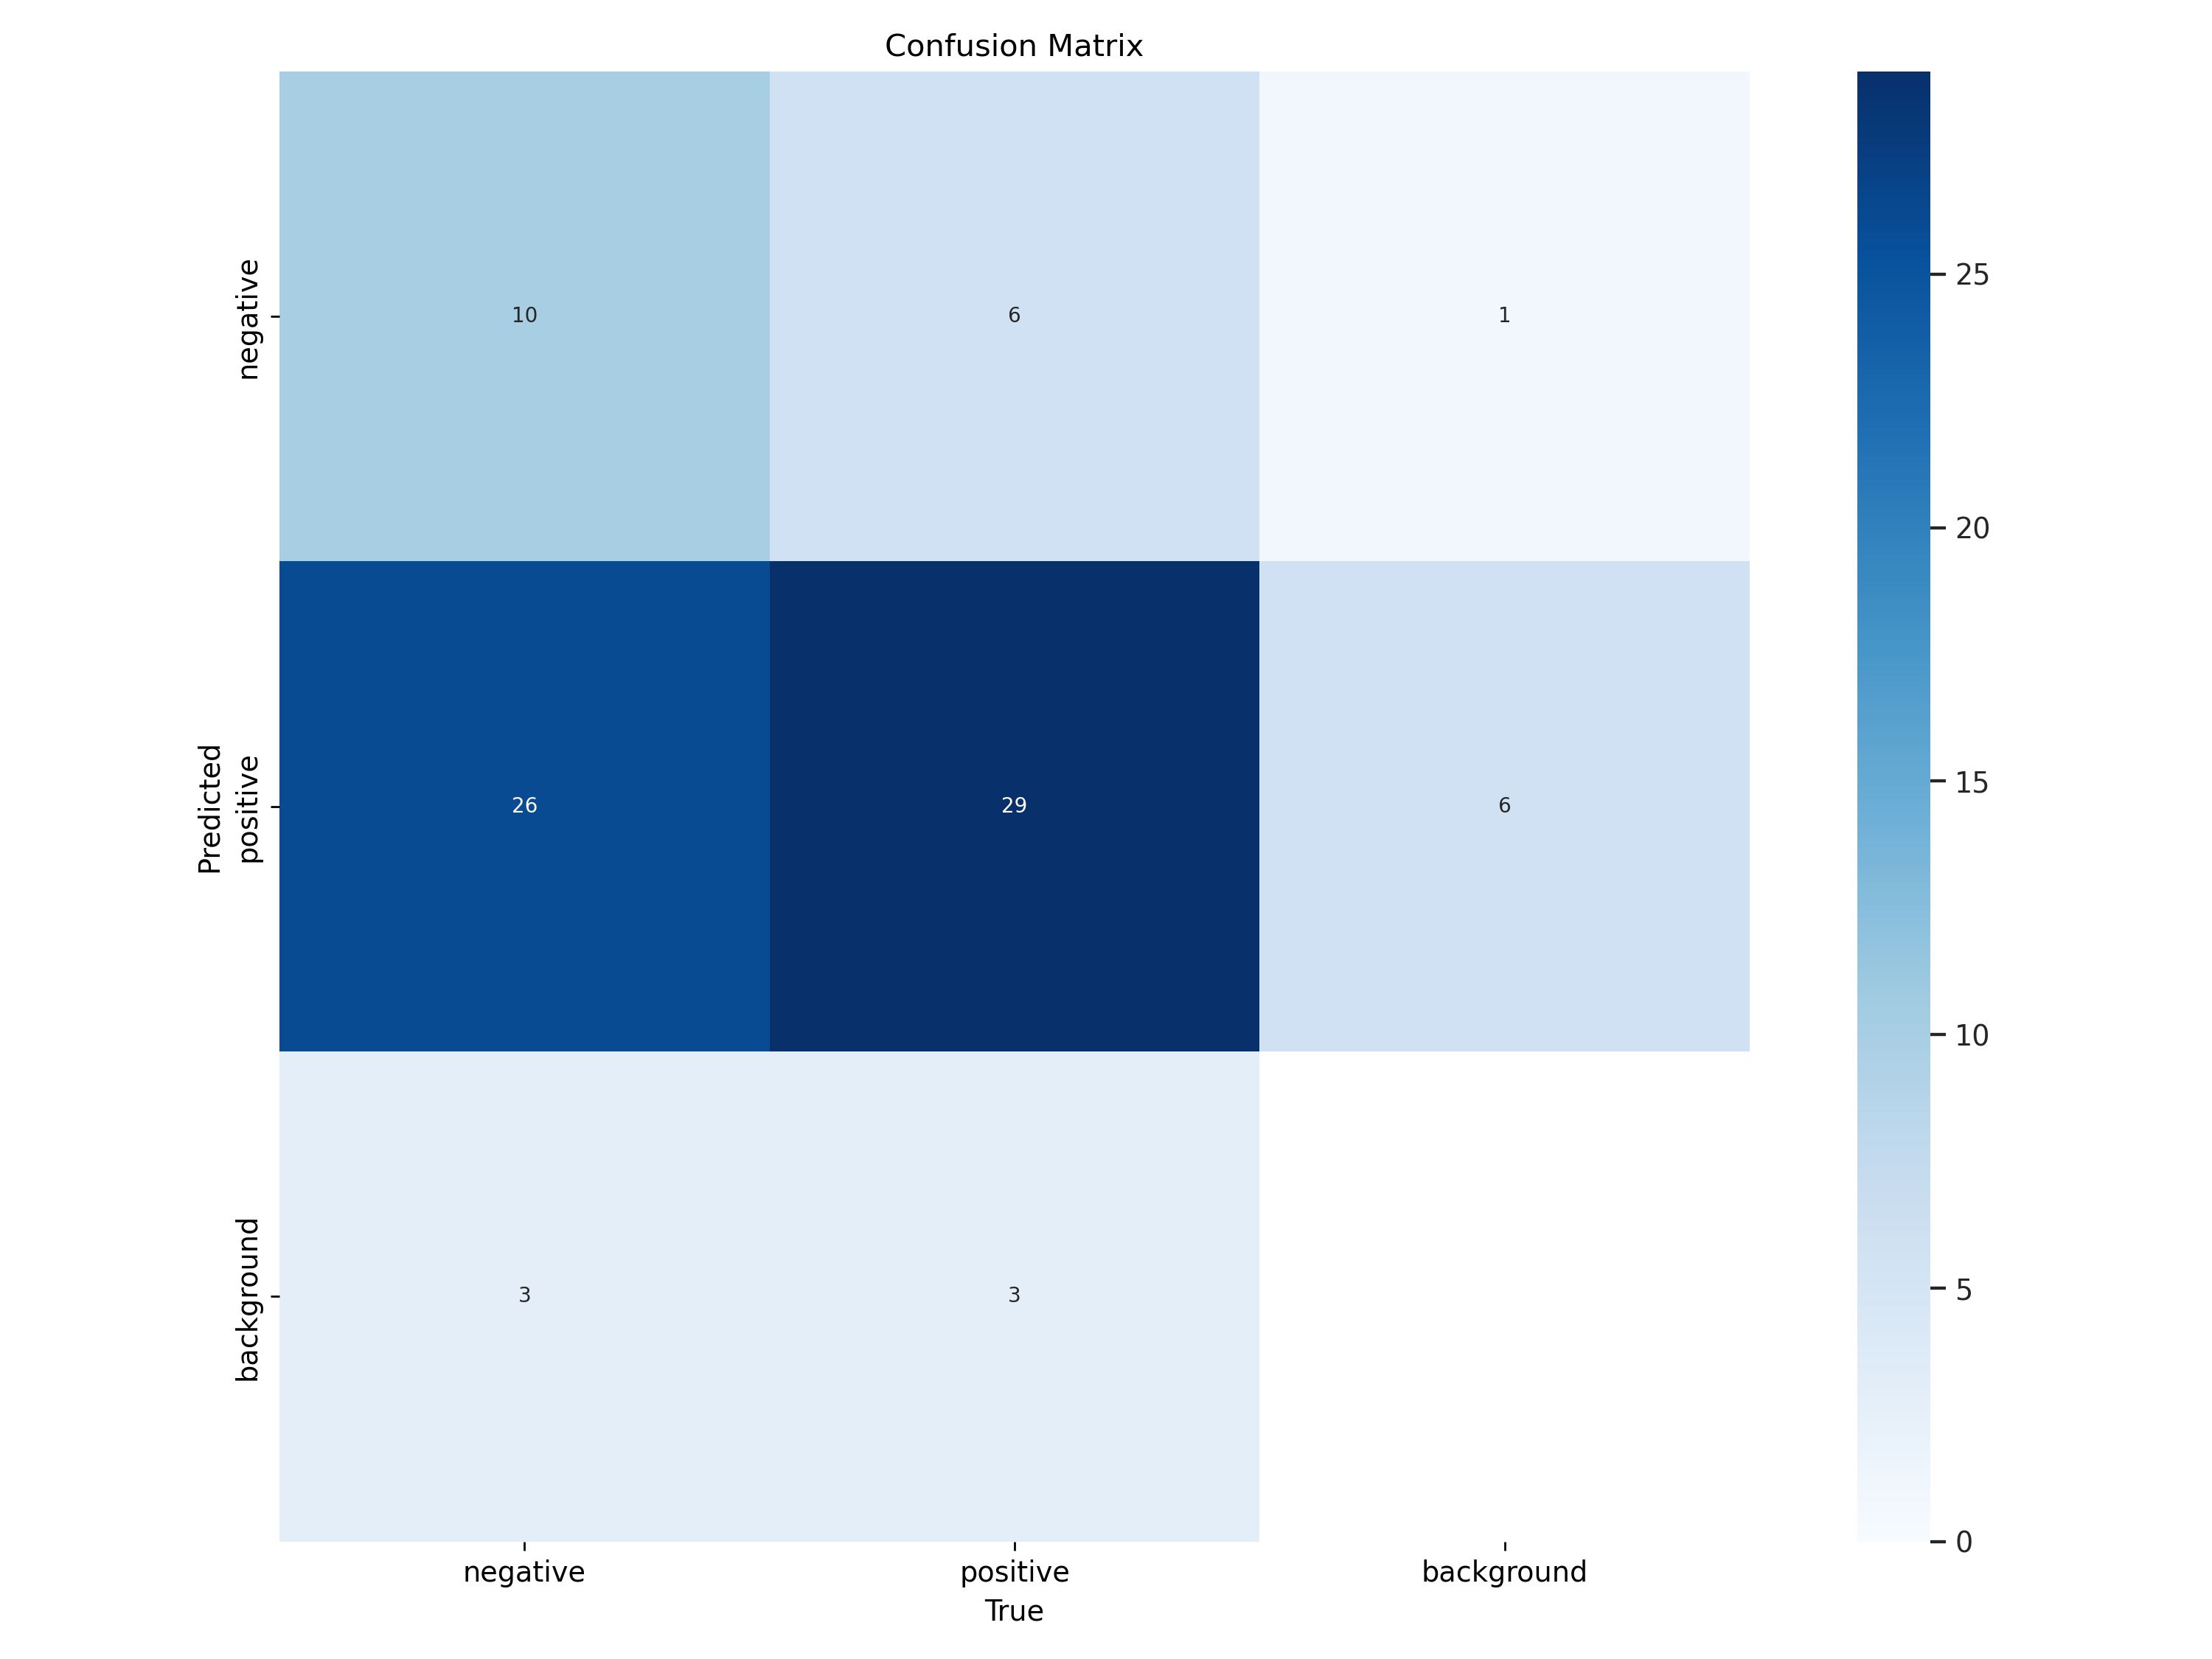 Confusion Matrix
negative
10 6 1
25
20
Predicted
positive
26 29 6
15
10
background
3 3
5
0
negative positive background
True